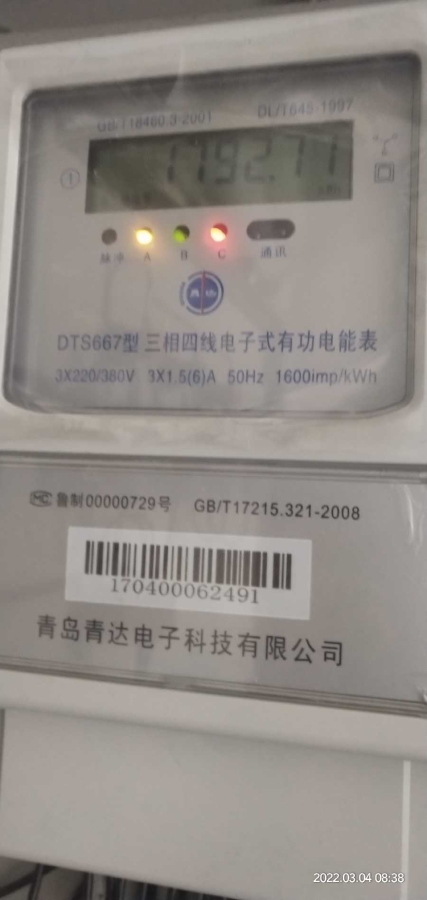 GB/T18460.3-2001 DL/T645-1997
1192.71
脉冲 A B C 通讯
DTS667型 三相四线电子式有功电能表
3X220/380V 3X1.5(6)A 50Hz 1600imp/kWh
MC 鲁制00000729号 GB/T17215.321-2008
170400062491
青岛青达电子科技有限公司
2022.03.04 08:38